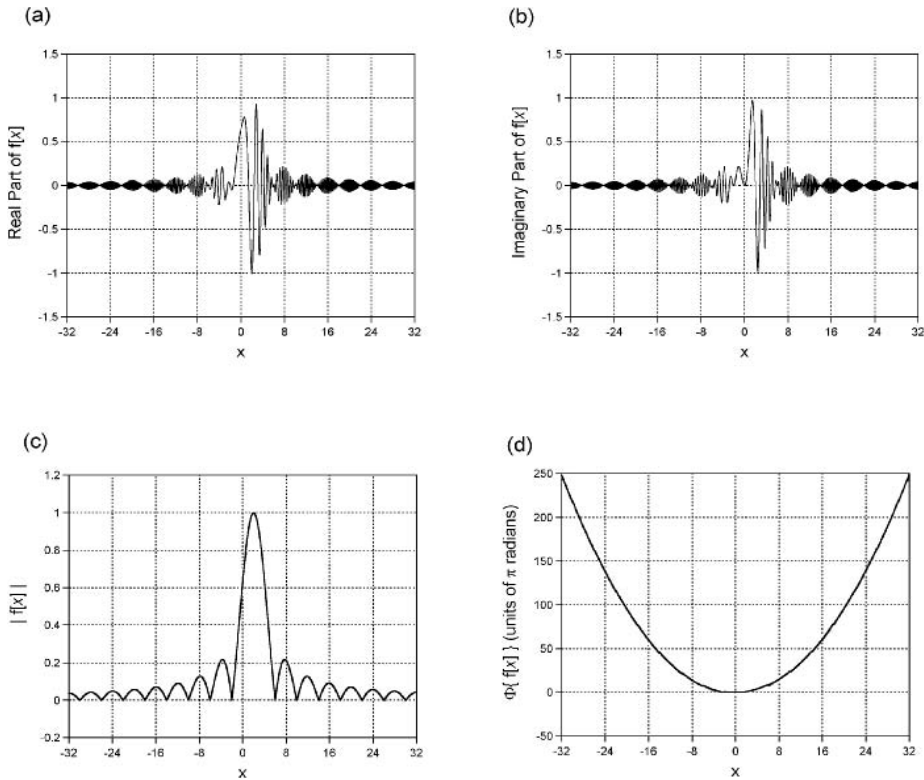 (a)
1.5
1
0.5
0
-0.5
-1
-1.5
-32 -24 -16 -8 0 8 16 24 32
x
Real Part of f[x]
(b)
1.5
1
0.5
0
-0.5
-1
-1.5
-32 -24 -16 -8 0 8 16 24 32
x
Imaginary Part of f[x]
(c)
1.2
1
0.8
0.6
0.4
0.2
0
-0.2
-32 -24 -16 -8 0 8 16 24 32
x
| f[x] |
(d)
250
200
150
100
50
0
-50
-32 -24 -16 -8 0 8 16 24 32
x
Φ{ f[x] } (units of π radians)